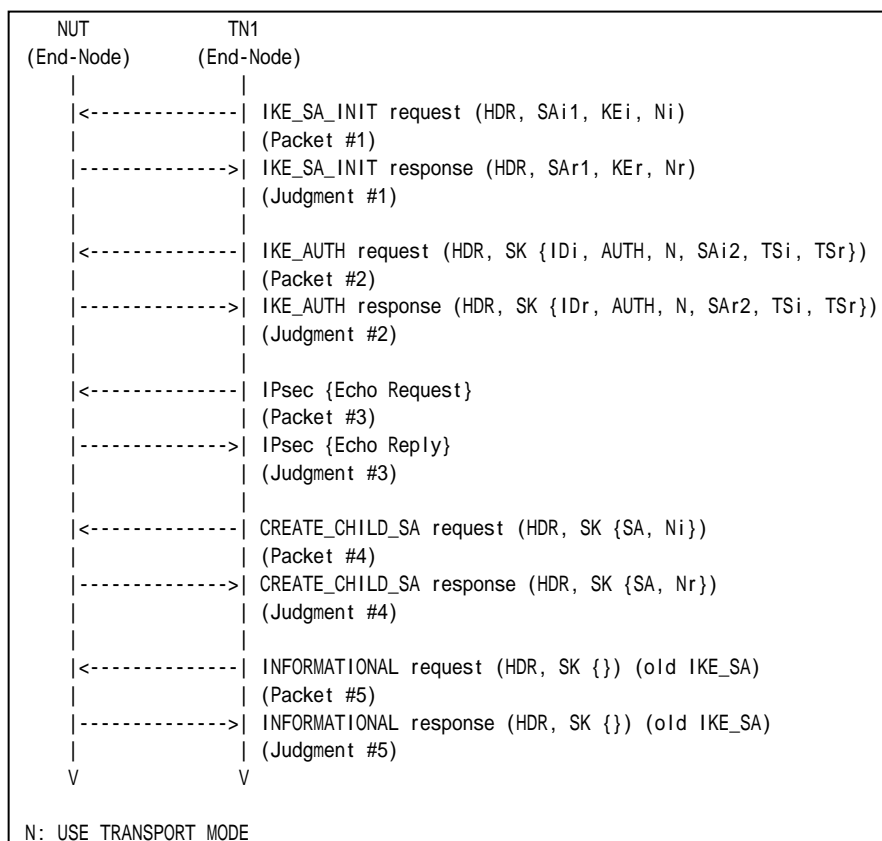 NUT TN1
(End-Node) (End-Node)
| |
|<--------------| IKE_SA_INIT request (HDR, SAi1, KEi, Ni)
| | (Packet #1)
|-------------->| IKE_SA_INIT response (HDR, SAr1, KEr, Nr)
| | (Judgment #1)
| |
|<--------------| IKE_AUTH request (HDR, SK {IDi, AUTH, N, SAi2, TSi, TSr})
| | (Packet #2)
|-------------->| IKE_AUTH response (HDR, SK {IDr, AUTH, N, SAr2, TSi, TSr})
| | (Judgment #2)
| |
|<--------------| IPsec {Echo Request}
| | (Packet #3)
|-------------->| IPsec {Echo Reply}
| | (Judgment #3)
| |
|<--------------| CREATE_CHILD_SA request (HDR, SK {SA, Ni})
| | (Packet #4)
|-------------->| CREATE_CHILD_SA response (HDR, SK {SA, Nr})
| | (Judgment #4)
| |
|<--------------| INFORMATIONAL request (HDR, SK {}) (old IKE_SA)
| | (Packet #5)
|-------------->| INFORMATIONAL response (HDR, SK {}) (old IKE_SA)
| | (Judgment #5)
V V
N: USE TRANSPORT MODE